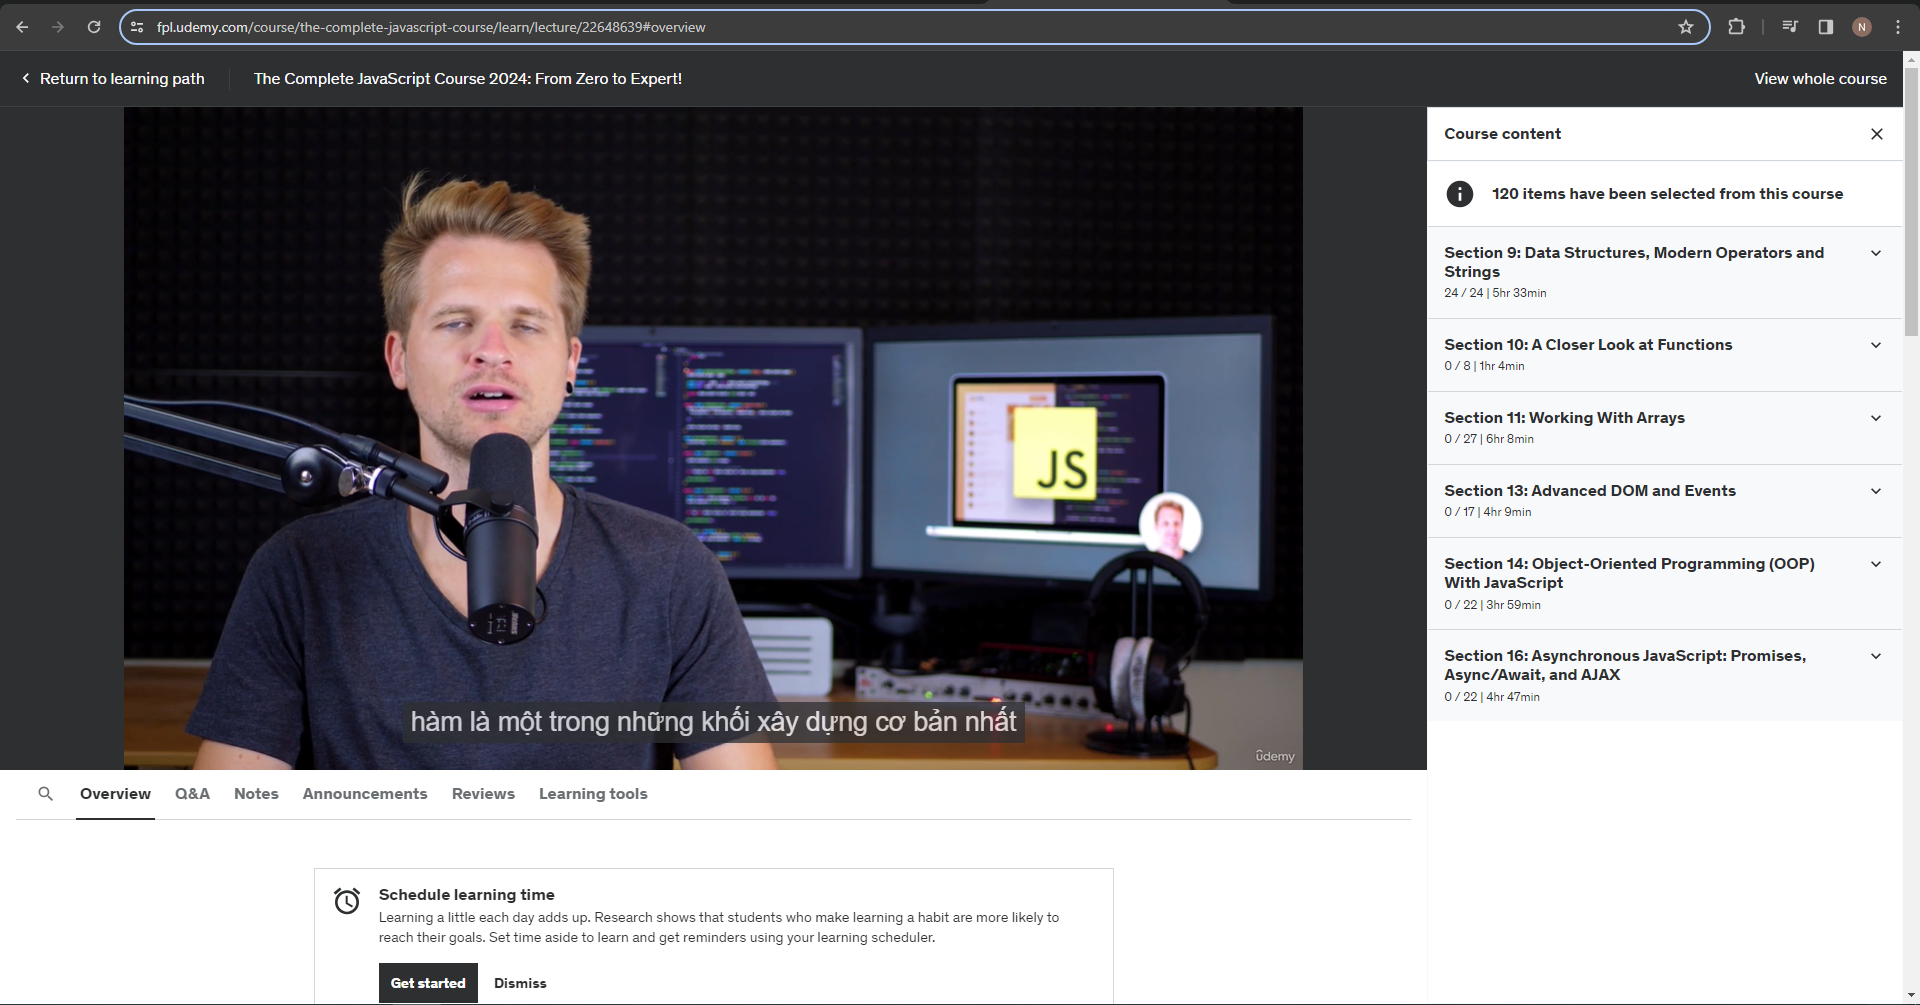 fpl.udemy.com/course/the-complete-javascript-course/learn/lecture/22648639#overview
N
Return to learning path
The Complete JavaScript Course 2024: From Zero to Expert!
View whole course
JS
hàm là một trong những khối xây dựng cơ bản nhất
udemy
Course content
120 items have been selected from this course
Section 9: Data Structures, Modern Operators and
Strings
24 / 24 | 5hr 33min
Section 10: A Closer Look at Functions
0 / 8 | 1hr 4min
Section 11: Working With Arrays
0 / 27 | 6hr 8min
Section 13: Advanced DOM and Events
0 / 17 | 4hr 9min
Section 14: Object-Oriented Programming (OOP)
With JavaScript
0 / 22 | 3hr 59min
Section 16: Asynchronous JavaScript: Promises,
Async/Await, and AJAX
0 / 22 | 4hr 47min
Overview
Q&A
Notes
Announcements
Reviews
Learning tools
Schedule learning time
Learning a little each day adds up. Research shows that students who make learning a habit are more likely to
reach their goals. Set time aside to learn and get reminders using your learning scheduler.
Get started
Dismiss